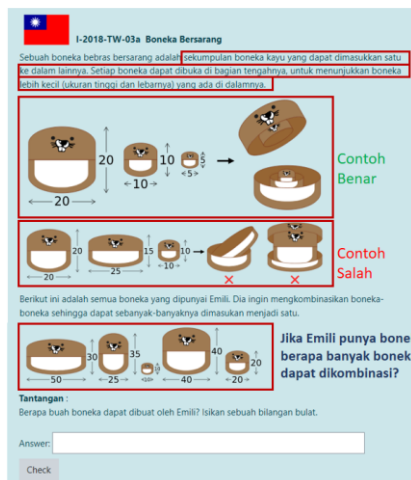 I-2018-TW-03a Boneka Bersarang
Sebuah boneka bebras bersarang adalah sekumpulan boneka kayu yang dapat dimasukkan satu
ke dalam lainnya. Setiap boneka dapat dibuka di bagian tengahnya, untuk menunjukkan boneka
lebih kecil (ukuran tinggi dan lebarnya) yang ada di dalamnya.
20 10 5
20 10 5
Contoh
Benar
20 15 10
20 25 10
Contoh
Salah
Berikut ini adalah semua boneka yang dipunyai Emili. Dia ingin mengkombinasikan boneka-
boneka sehingga dapat sebanyak-banyaknya dimasukan menjadi satu.
30 35 40 20
50 25 40 20
Jika Emili punya bone
berapa banyak bonek
dapat dikombinasi?
Tantangan :
Berapa buah boneka dapat dibuat oleh Emili? Isikan sebuah bilangan bulat.
Answer:
Check